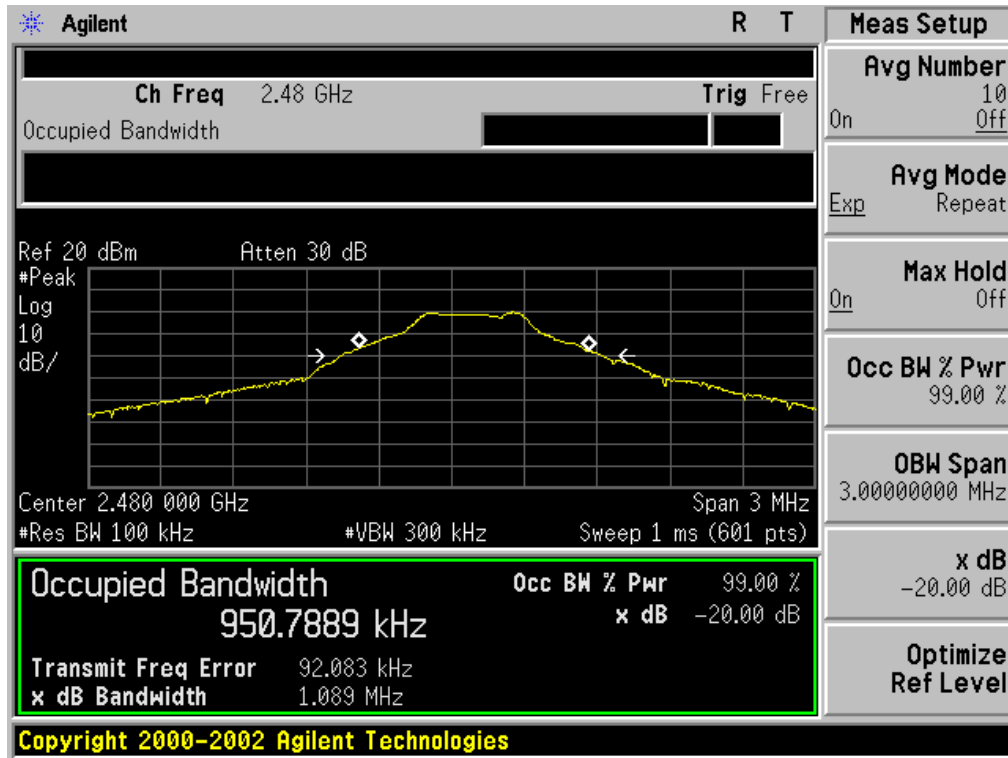 Agilent R T
Ch Freq 2.48 GHz Trig Free
Occupied Bandwidth
Ref 20 dBm Atten 30 dB
#Peak
Log
10
dB/
Center 2.480 000 GHz Span 3 MHz
#Res BW 100 kHz #VBW 300 kHz Sweep 1 ms (601 pts)
Occupied Bandwidth
950.7889 kHz
Occ BW % Pwr 99.00 %
x dB -20.00 dB
Transmit Freq Error 92.083 kHz
x dB Bandwidth 1.089 MHz
Copyright 2000-2002 Agilent Technologies
Meas Setup
Avg Number
10
On Off
Avg Mode
Exp Repeat
Max Hold
On Off
Occ BW % Pwr
99.00 %
OBW Span
3.00000000 MHz
x dB
-20.00 dB
Optimize
Ref Level